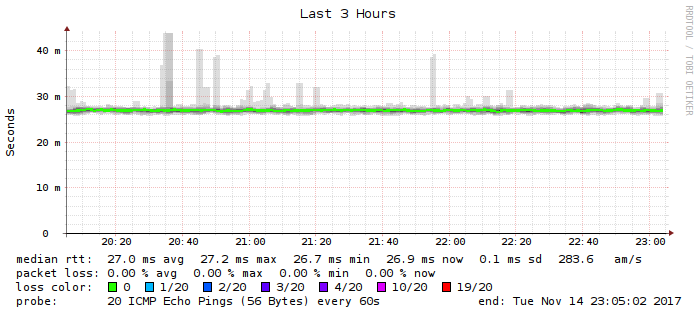 Last 3 Hours
RRDTOOL / TOBI OETIKER
Seconds
40 m
30 m
20 m
10 m
0
20:20 20:40 21:00 21:20 21:40 22:00 22:20 22:40 23:00
median rtt: 27.0 ms avg 27.2 ms max 26.7 ms min 26.9 ms now 0.1 ms sd 283.6 am/s
packet loss: 0.00 % avg 0.00 % max 0.00 % min 0.00 % now
loss color: 0 1/20 2/20 3/20 4/20 10/20 19/20
probe: 20 ICMP Echo Pings (56 Bytes) every 60s end: Tue Nov 14 23:05:02 2017